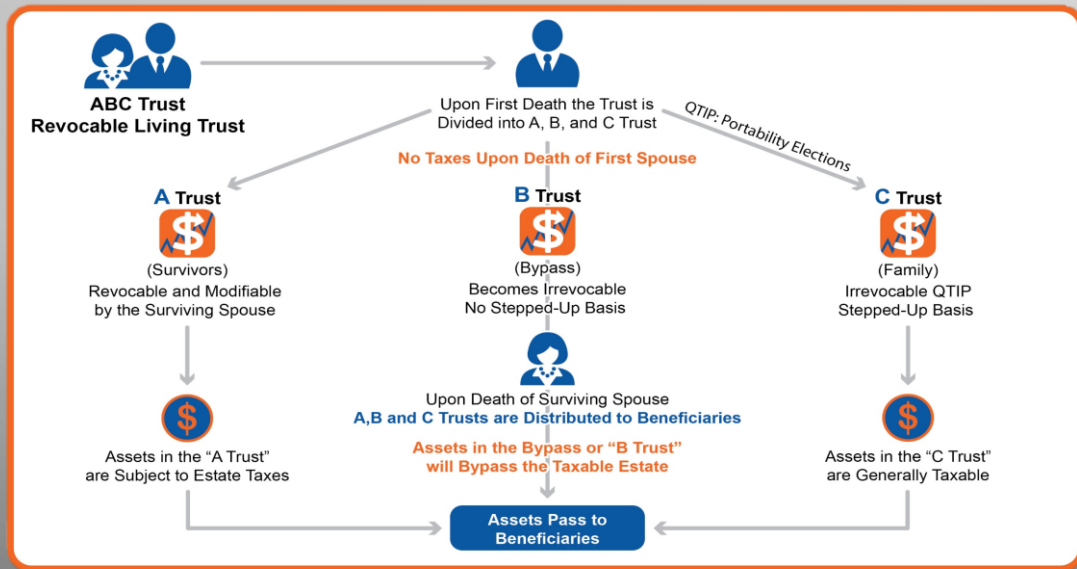 ABC Trust
Revocable Living Trust
Upon First Death the Trust is
Divided into A, B, and C Trust
No Taxes Upon Death of First Spouse
QTIP: Portability Elections
A Trust
$
(Survivors)
Revocable and Modifiable
by the Surviving Spouse
$
Assets in the “A Trust”
are Subject to Estate Taxes
B Trust
$
(Bypass)
Becomes Irrevocable
No Stepped-Up Basis
Upon Death of Surviving Spouse
A,B and C Trusts are Distributed to Beneficiaries
Assets in the Bypass or “B Trust”
will Bypass the Taxable Estate
C Trust
$
(Family)
Irrevocable QTIP
Stepped-Up Basis
$
Assets in the “C Trust”
are Generally Taxable
Assets Pass to
Beneficiaries